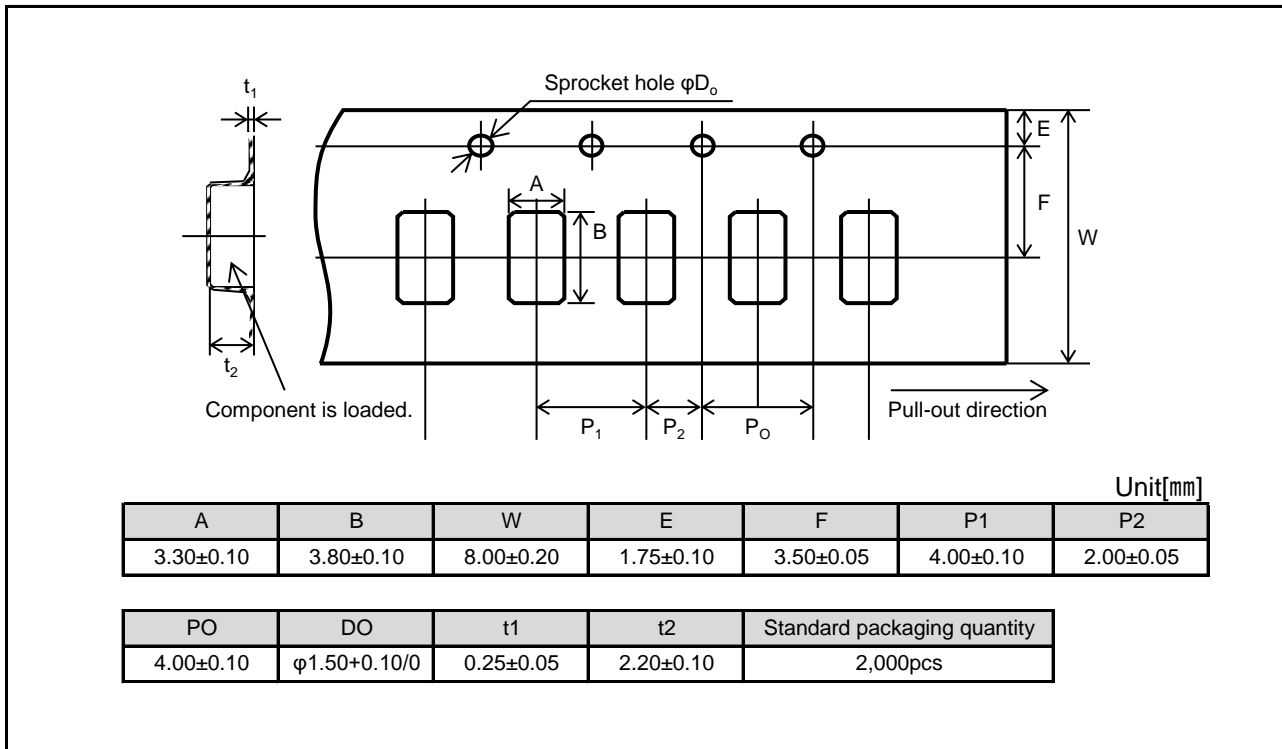 t1
Sprocket hole φDo
E
A
F
B
W
t2
Component is loaded.
P1
P2
PO
Pull-out direction
Unit[㎜]
A B W E F P1 P2
3.30±0.10 3.80±0.10 8.00±0.20 1.75±0.10 3.50±0.05 4.00±0.10 2.00±0.05
PO DO t1 t2 Standard packaging quantity
4.00±0.10 φ1.50+0.10/0 0.25±0.05 2.20±0.10 2,000pcs